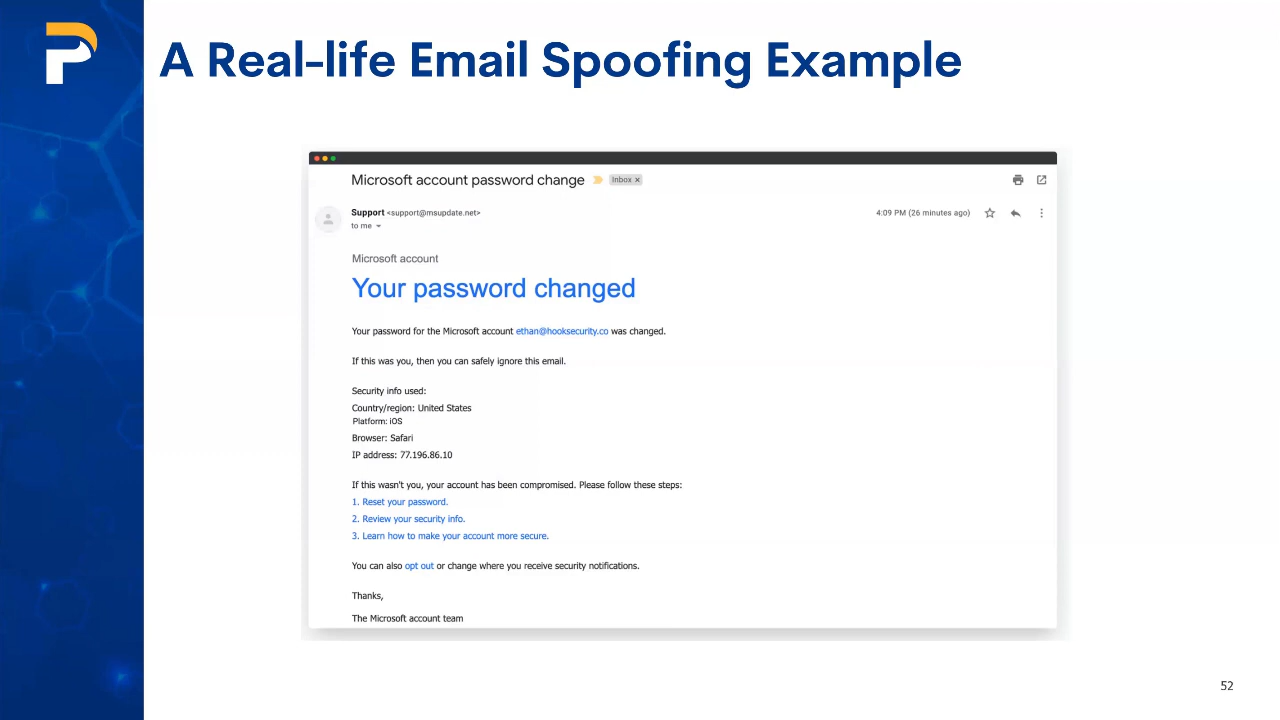 A Real-life Email Spoofing Example
Microsoft account password change Inbox x
Support <support@msupdate.net> 4:09 PM (26 minutes ago)
to me
Microsoft account
Your password changed
Your password for the Microsoft account ethan@hooksecurity.co was changed.
If this was you, then you can safely ignore this email.
Security info used:
Country/region: United States
Platform: iOS
Browser: Safari
IP address: 77.196.86.10
If this wasn't you, your account has been compromised. Please follow these steps:
1. Reset your password.
2. Review your security info.
3. Learn how to make your account more secure.
You can also opt out or change where you receive security notifications.
Thanks,
The Microsoft account team
52